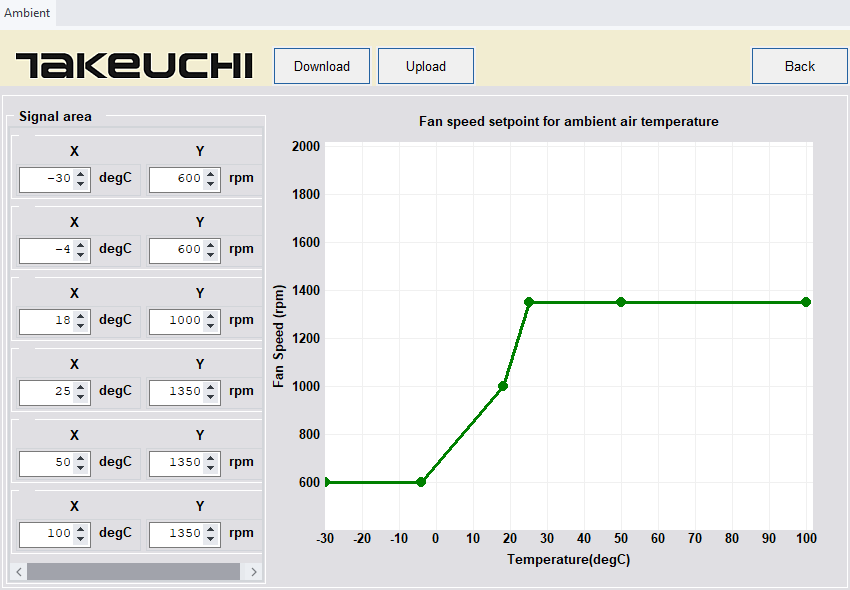 Ambient
TAKEUCHI
Download
Upload
Back
Signal area
X Y
-30 degC 600 rpm
X Y
-4 degC 600 rpm
X Y
18 degC 1000 rpm
X Y
25 degC 1350 rpm
X Y
50 degC 1350 rpm
X Y
100 degC 1350 rpm
Fan speed setpoint for ambient air temperature
Fan Speed (rpm)
2000
1800
1600
1400
1200
1000
800
600
-30 -20 -10 0 10 20 30 40 50 60 70 80 90 100
Temperature(degC)